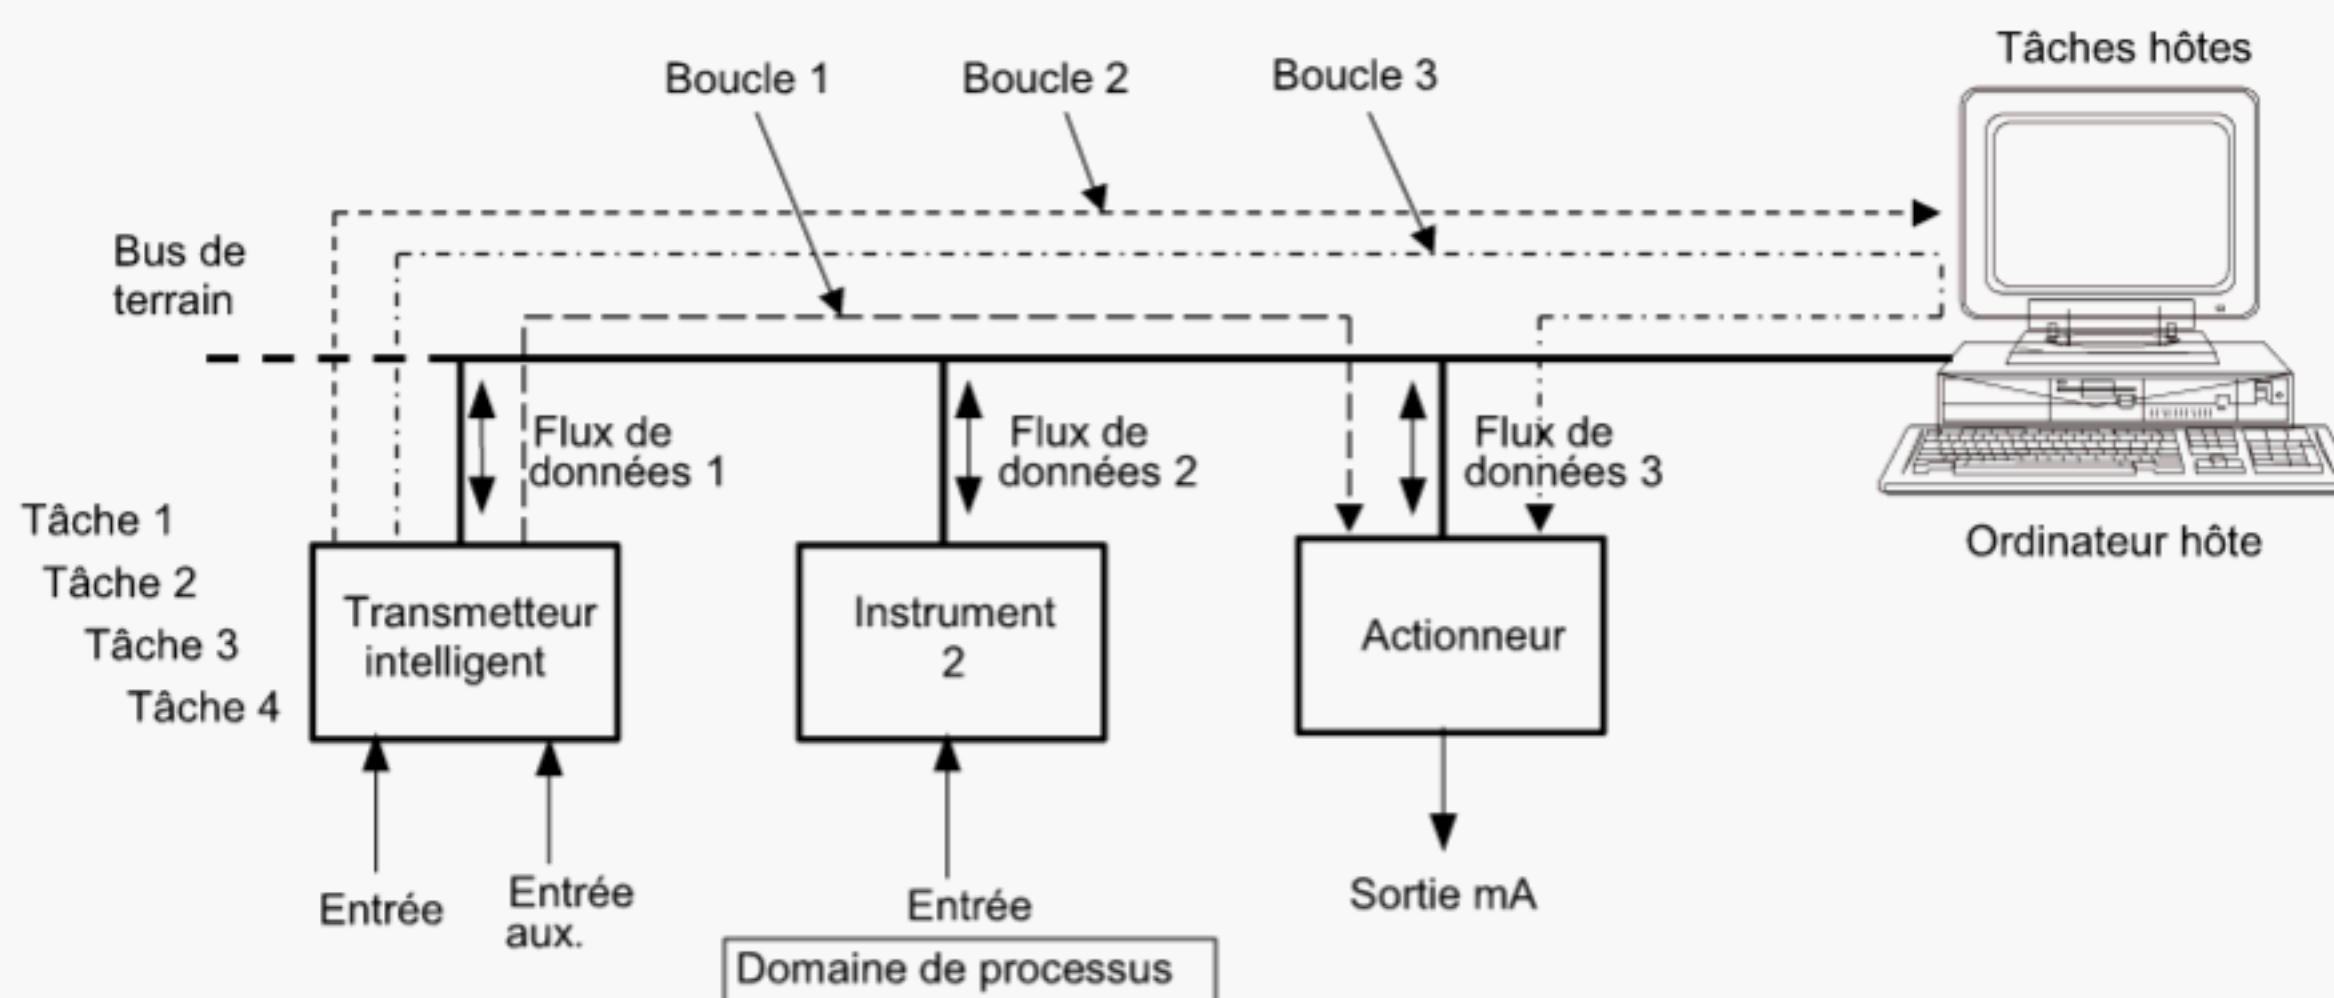 Tâches hôtes
Boucle 1
Boucle 2
Boucle 3
Bus de
terrain
Flux de
données 1
Flux de
données 2
Flux de
données 3
Ordinateur hôte
Tâche 1
Tâche 2
Tâche 3
Tâche 4
Transmetteur
intelligent
Instrument
2
Actionneur
Entrée
Entrée
aux.
Entrée
Sortie mA
Domaine de processus